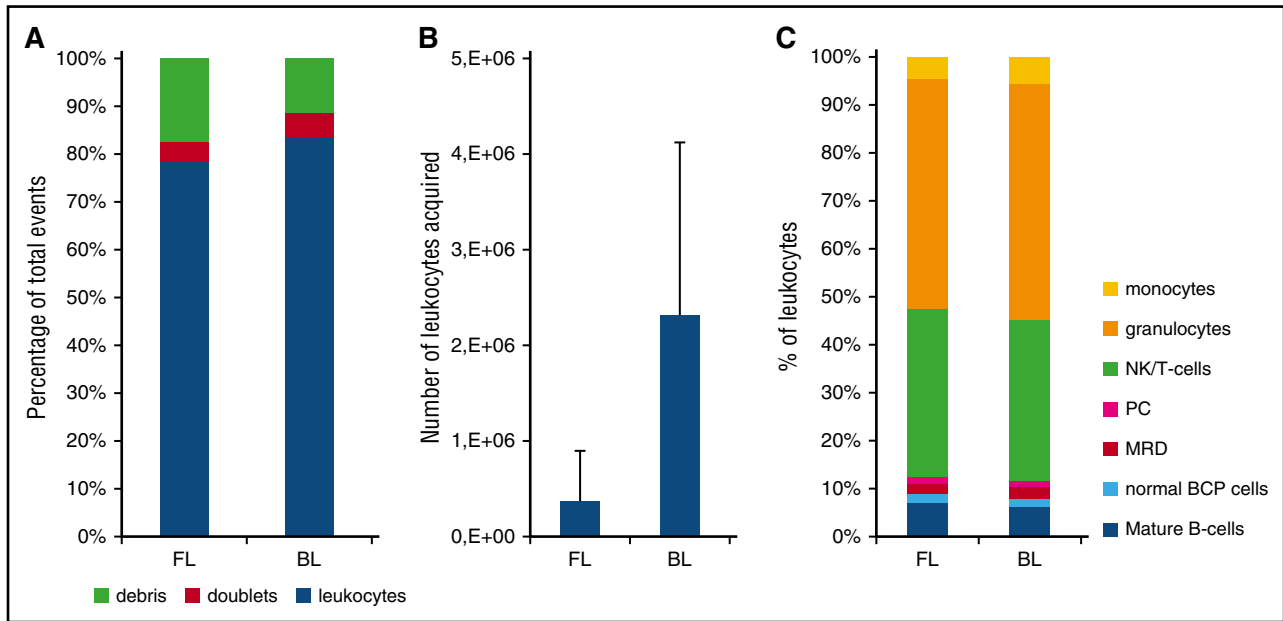 A
Percentage of total events
100%
90%
80%
70%
60%
50%
40%
30%
20%
10%
0%
FL BL
debris doublets leukocytes
B
Number of leukocytes acquired
5,E+06
4,E+06
3,E+06
2,E+06
1,E+06
0,E+00
FL BL
C
% of leukocytes
100%
90%
80%
70%
60%
50%
40%
30%
20%
10%
0%
FL BL
monocytes
granulocytes
NK/T-cells
PC
MRD
normal BCP cells
Mature B-cells